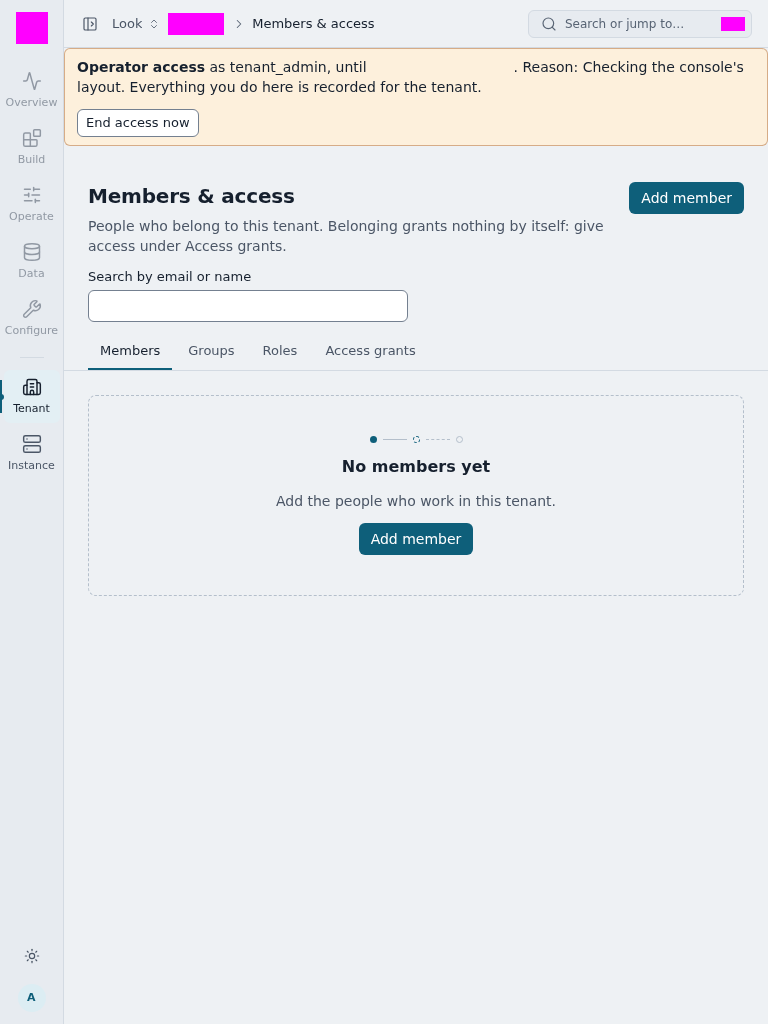 Look
Members & access
Search or jump to…
Operator access as tenant_admin, until . Reason: Checking the console's
layout. Everything you do here is recorded for the tenant.
End access now
Overview
Build
Operate
Data
Configure
Tenant
Instance
A
Members & access
Add member
People who belong to this tenant. Belonging grants nothing by itself: give
access under Access grants.
Search by email or name
Members
Groups
Roles
Access grants
No members yet
Add the people who work in this tenant.
Add member